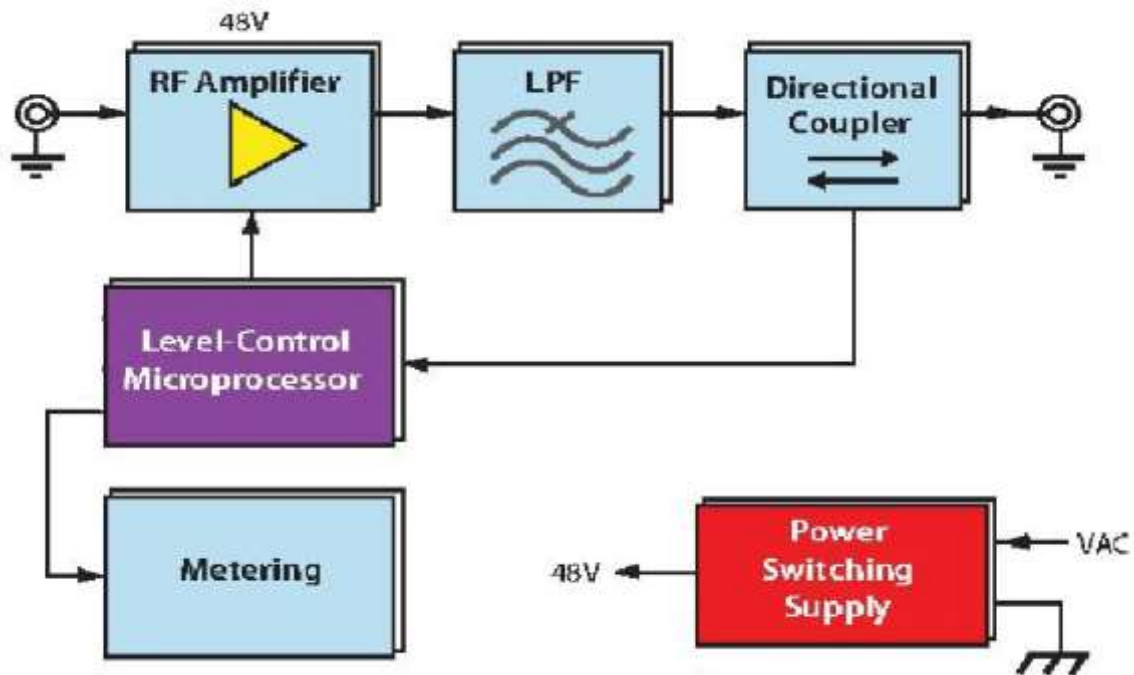 48V
RF Amplifier
LPF
Directional
Coupler
Level-Control
Microprocessor
Metering
Power
Switching
Supply
48V
VAC